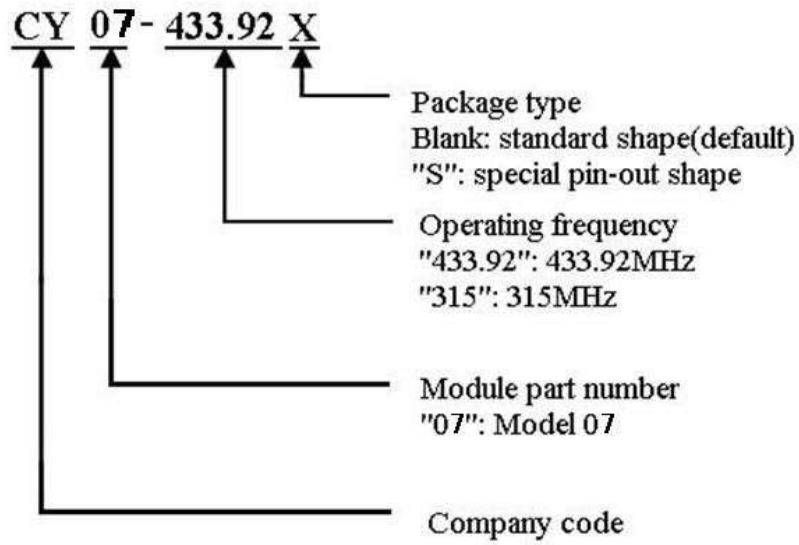 CY 07- 433.92 X
Package type
Blank: standard shape(default)
"S": special pin-out shape
Operating frequency
"433.92": 433.92MHz
"315": 315MHz
Module part number
"07": Model 07
Company code